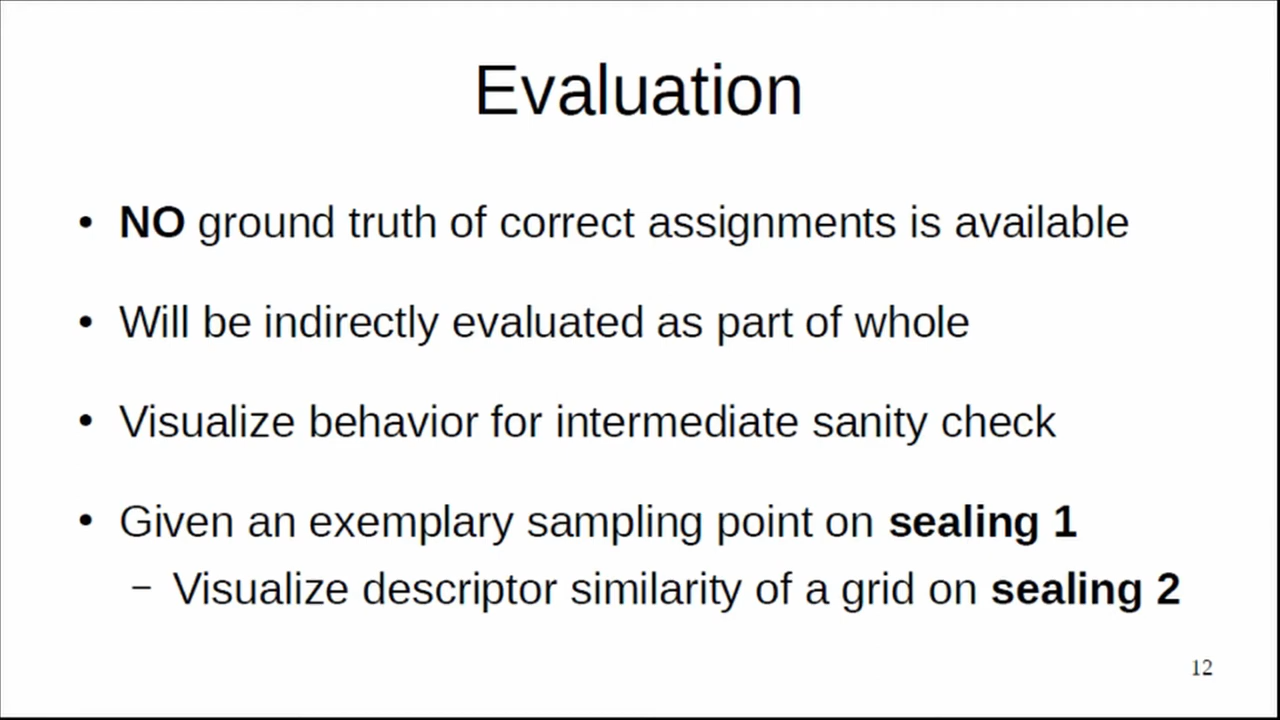 Evaluation
• NO ground truth of correct assignments is available
• Will be indirectly evaluated as part of whole
• Visualize behavior for intermediate sanity check
• Given an exemplary sampling point on sealing 1
– Visualize descriptor similarity of a grid on sealing 2
12